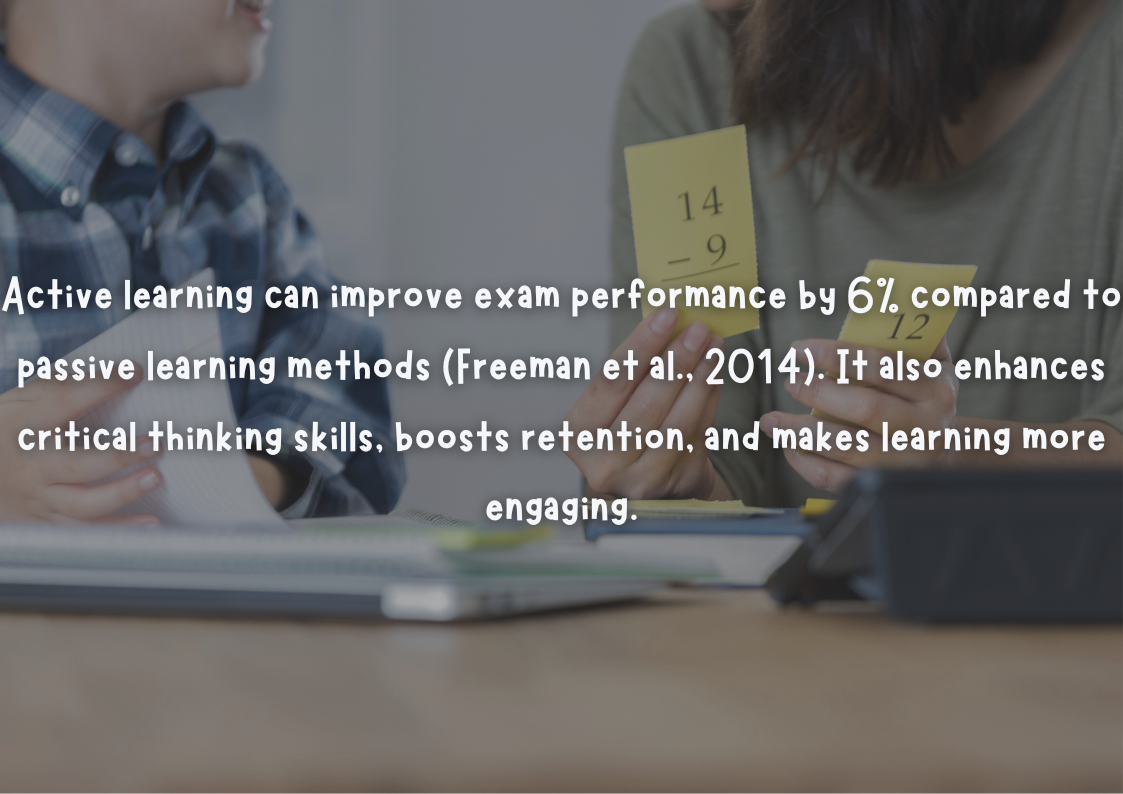 14
- 9
Active learning can improve exam performance by 6% compared to
12
passive learning methods (Freeman et al., 2014). It also enhances
critical thinking skills, boosts retention, and makes learning more
engaging.